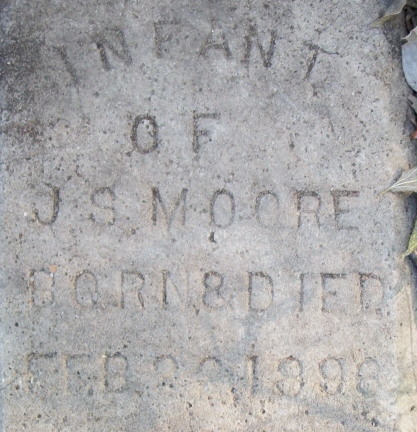 INFANT
OF
J S MOORE
BORN & DIED
FEB